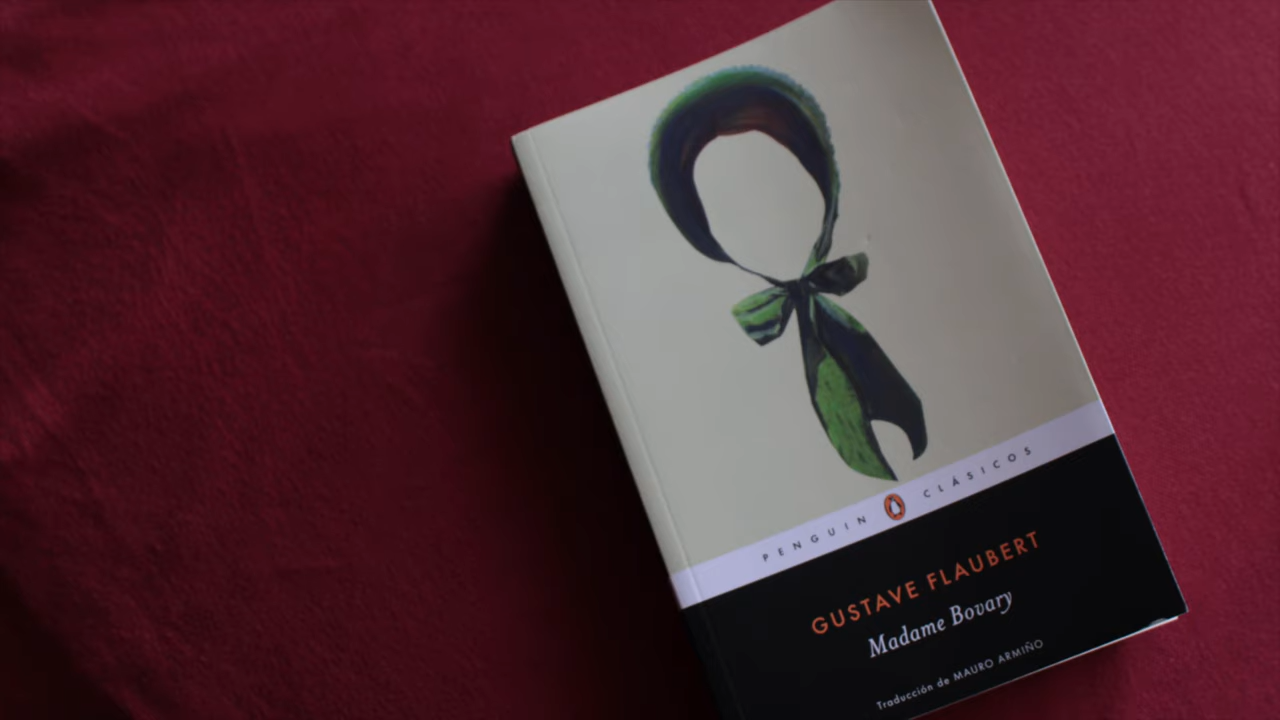 PENGUIN CLÁSICOS
GUSTAVE FLAUBERT
Madame Bovary
Traducción de MAURO ARMIÑO